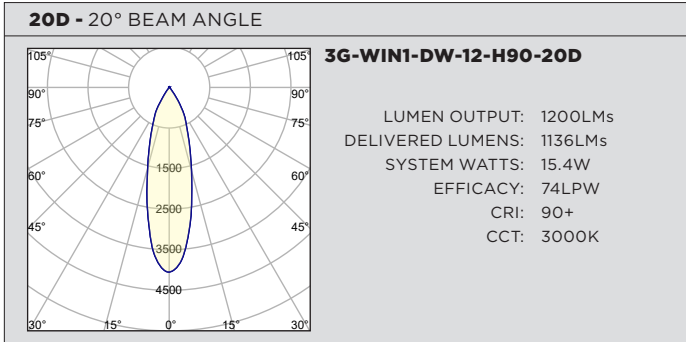 20D - 20° BEAM ANGLE
3G-WIN1-DW-12-H90-20D
105° 105°
90° 90°
75° 75°
60° 60°
45° 45°
30° 15° 0° 15° 30°
1500
2500
3500
4500
LUMEN OUTPUT: 1200LMs
DELIVERED LUMENS: 1136LMs
SYSTEM WATTS: 15.4W
EFFICACY: 74LPW
CRI: 90+
CCT: 3000K